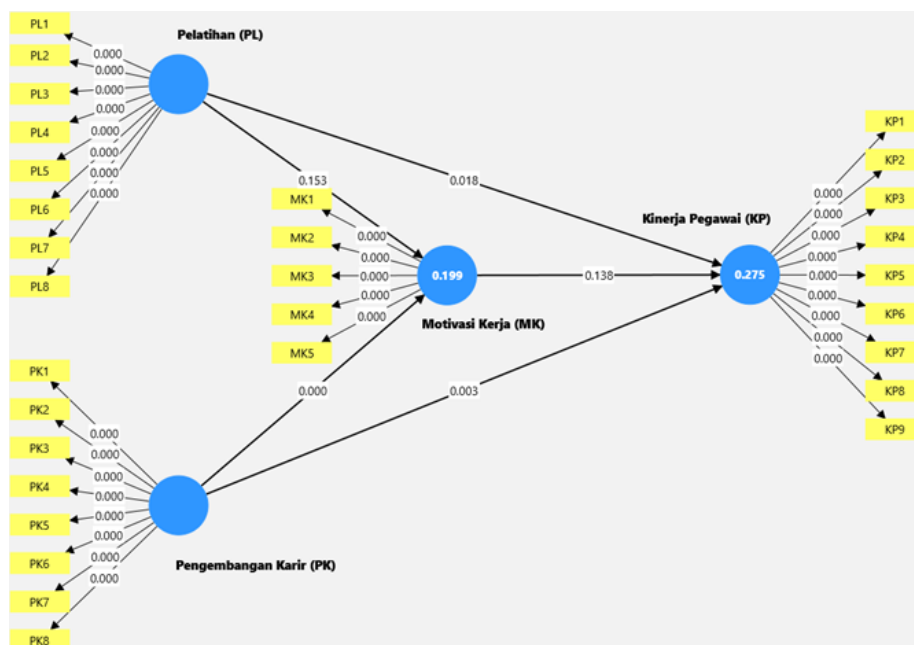 PL1
PL2
PL3
PL4
PL5
PL6
PL7
PL8
0.000
0.000
0.000
0.000
0.000
0.000
0.000
0.000
Pelatihan (PL)
0.153
0.018
MK1
MK2
MK3
MK4
MK5
0.000
0.000
0.000
0.000
0.000
0.199
Motivasi Kerja (MK)
0.138
Kinerja Pegawai (KP)
0.275
KP1
KP2
KP3
KP4
KP5
KP6
KP7
KP8
KP9
0.000
0.000
0.000
0.000
0.000
0.000
0.000
0.000
0.000
0.000
0.003
PK1
PK2
PK3
PK4
PK5
PK6
PK7
PK8
0.000
0.000
0.000
0.000
0.000
0.000
0.000
0.000
Pengembangan Karir (PK)